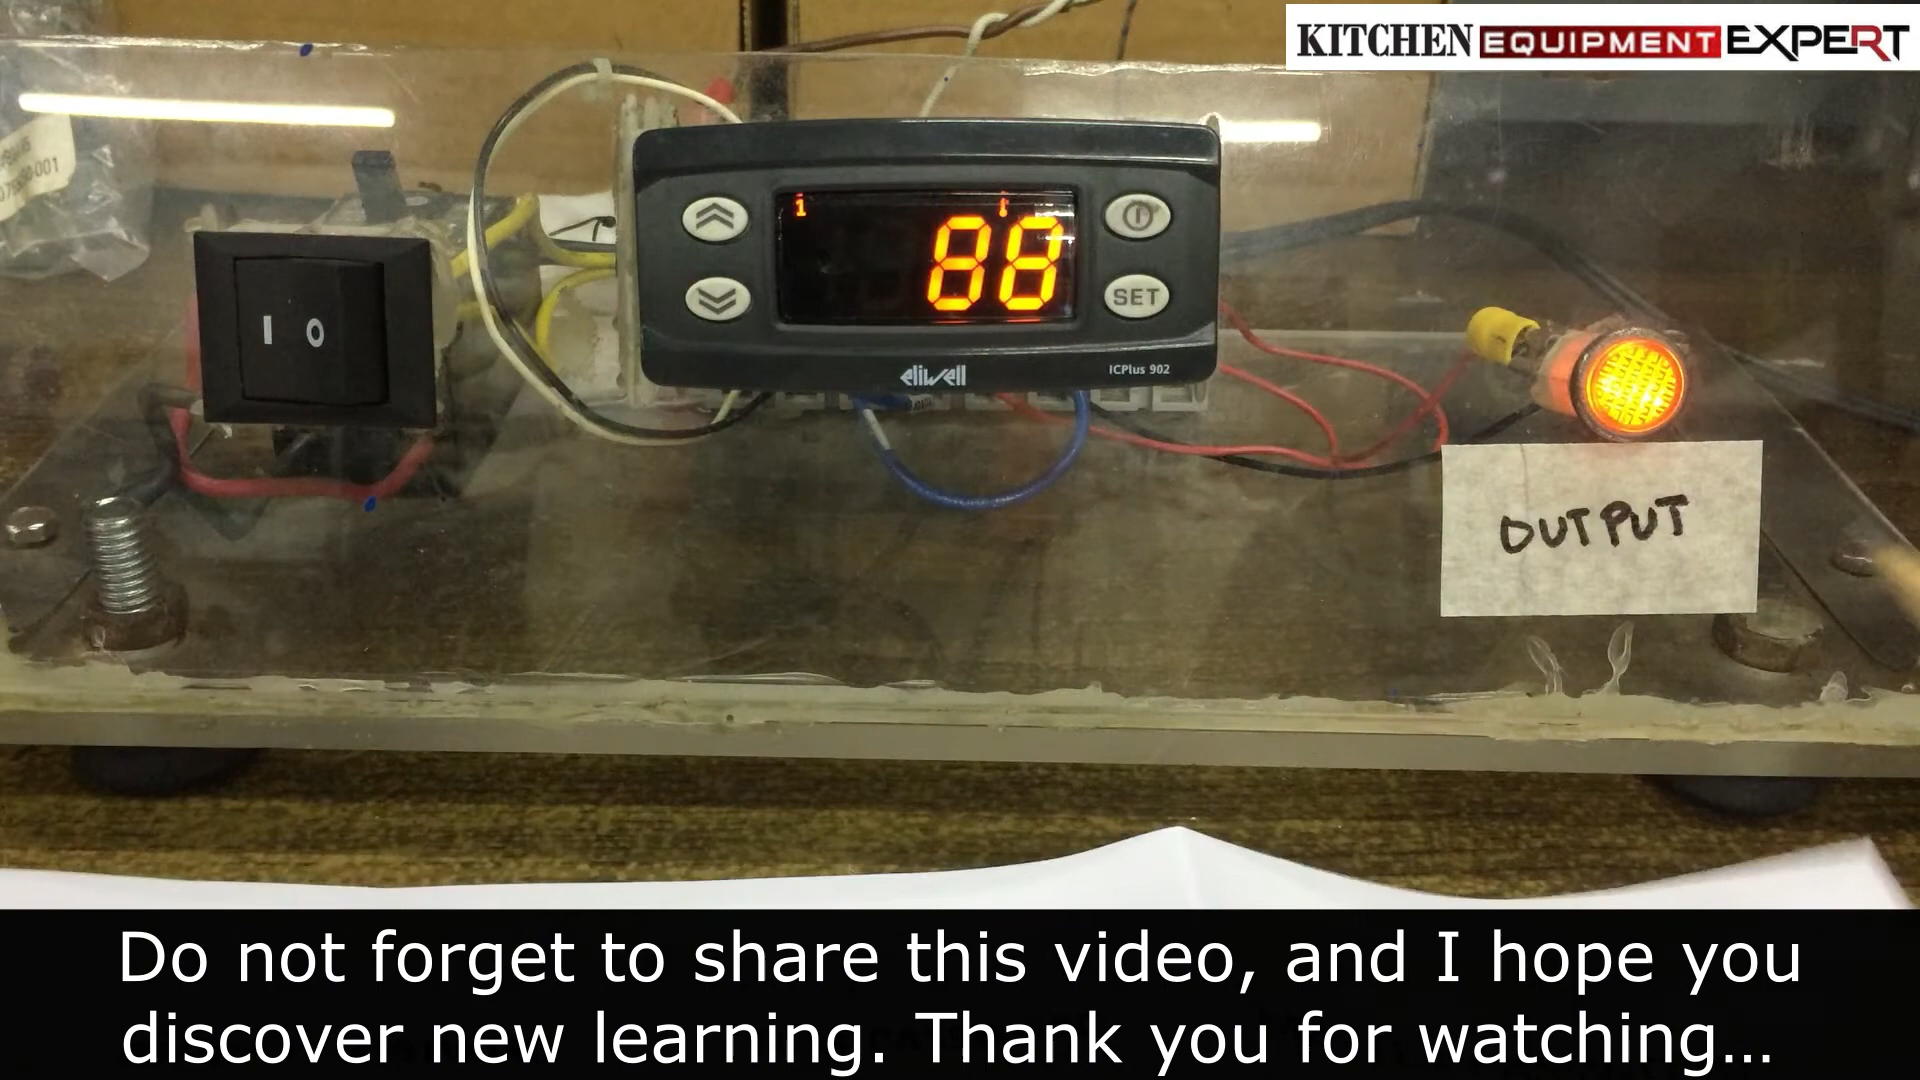 KITCHEN EQUIPMENT EXPERT
001
1
88
SET
I O
eliwell
ICPlus 902
OUTPUT
Do not forget to share this video, and I hope you
discover new learning. Thank you for watching...